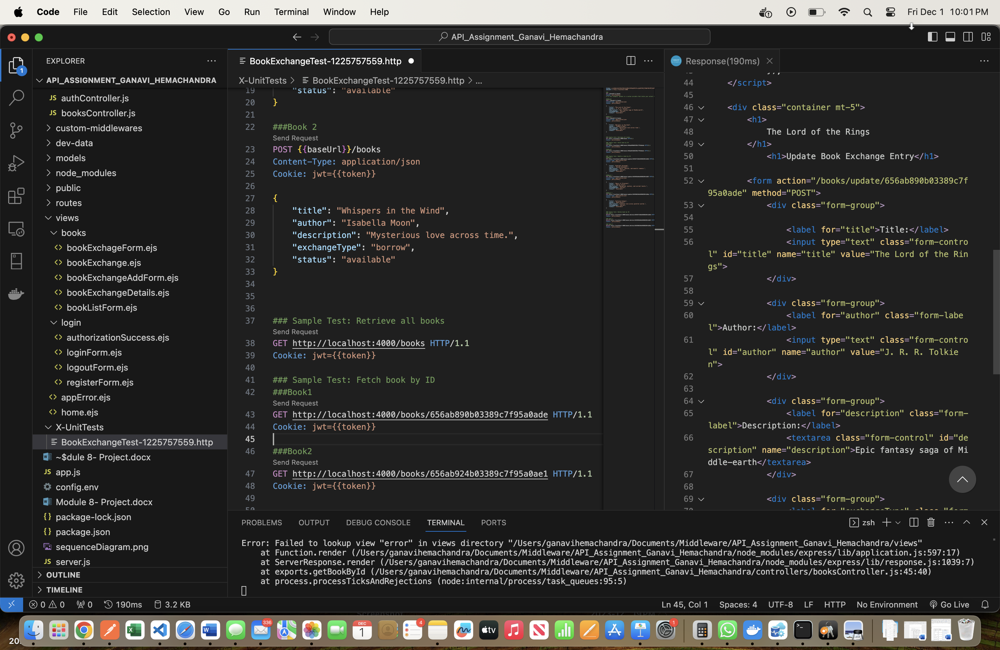 Code File Edit Selection View Go Run Terminal Window Help
Fri Dec 1 10:01 PM
API_Assignment_Ganavi_Hemachandra
EXPLORER
1
API_ASSIGNMENT_GANAVI_HEMACHANDRA
JS authController.js
JS booksController.js
custom-middlewares
dev-data
models
node_modules
public
routes
views
books
bookExchageForm.ejs
bookExchange.ejs
bookExchangeAddForm.ejs
bookExchangeDetails.ejs
bookListForm.ejs
login
authorizationSuccess.ejs
loginForm.ejs
logoutForm.ejs
registerForm.ejs
appError.ejs
home.ejs
X-UnitTests
BookExchangeTest-1225757559.http
~$dule 8- Project.docx
JS app.js
config.env
Module 8- Project.docx
{} package-lock.json
{} package.json
sequenceDiagram.png
JS server.js
OUTLINE
TIMELINE
BookExchangeTest-1225757559.http
X-UnitTests > BookExchangeTest-1225757559.http > ...
19 "status": "available"
20 }
21
22 ###Book 2
Send Request
23 POST {{baseUrl}}/books
24 Content-Type: application/json
25 Cookie: jwt={{token}}
26
27 {
28 "title": "Whispers in the Wind",
29 "author": "Isabella Moon",
30 "description": "Mysterious love across time.",
31 "exchangeType": "borrow",
32 "status": "available"
33 }
34
35
36
37 ### Sample Test: Retrieve all books
Send Request
38 GET http://localhost:4000/books HTTP/1.1
39 Cookie: jwt={{token}}
40
41 ### Sample Test: Fetch book by ID
42 ###Book1
Send Request
43 GET http://localhost:4000/books/656ab890b03389c7f95a0ade HTTP/1.1
44 Cookie: jwt={{token}}
45
46 ###Book2
Send Request
47 GET http://localhost:4000/books/656ab924b03389c7f95a0ae1 HTTP/1.1
48 Cookie: jwt={{token}}
49
50
Response(190ms)
44 </script>
45
46 <div class="container mt-5">
47 <h1>
48 The Lord of the Rings
49 </h1>
50 <h1>Update Book Exchange Entry</h1>
51
52 <form action="/books/update/656ab890b03389c7f
95a0ade" method="POST">
53 <div class="form-group">
54
55 <label for="title">Title:</label>
56 <input type="text" class="form-contro
l" id="title" name="title" value="The Lord of the Rin
gs">
57 </div>
58
59 <div class="form-group">
60 <label for="author" class="form-labe
l">Author:</label>
61 <input type="text" class="form-contro
l" id="author" name="author" value="J. R. R. Tolkie
n">
62 </div>
63
64 <div class="form-group">
65 <label for="description" class="form-
label">Description:</label>
66 <textarea class="form-control" id="de
scription" name="description">Epic fantasy saga of Mi
ddle-earth</textarea>
67 </div>
68
69 <div class="form-group">
70 <label for="exchangeType" class="form
PROBLEMS OUTPUT DEBUG CONSOLE TERMINAL PORTS
zsh
Error: Failed to lookup view "error" in views directory "/Users/ganavihemachandra/Documents/Middleware/API_Assignment_Ganavi_Hemachandra/views"
at Function.render (/Users/ganavihemachandra/Documents/Middleware/API_Assignment_Ganavi_Hemachandra/node_modules/express/lib/application.js:597:17)
at ServerResponse.render (/Users/ganavihemachandra/Documents/Middleware/API_Assignment_Ganavi_Hemachandra/node_modules/express/lib/response.js:1039:7)
at exports.getBookById (/Users/ganavihemachandra/Documents/Middleware/API_Assignment_Ganavi_Hemachandra/controllers/booksController.js:45:40)
at process.processTicksAndRejections (node:internal/process/task_queues:95:5)
0 0 0 190ms 3.2 KB
Ln 45, Col 1 Spaces: 4 UTF-8 LF HTTP No Environment Go Live
336
DEC
1
4
tv
1
20